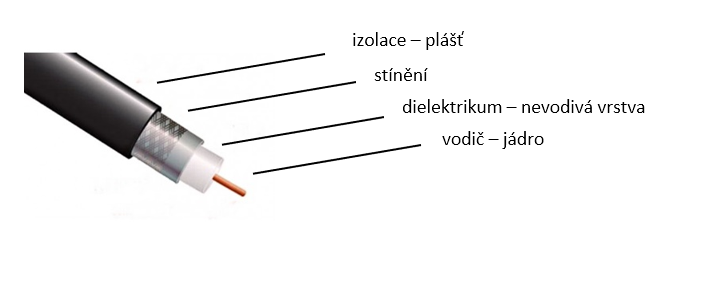 izolace – plášť
stínění
dielektrikum – nevodivá vrstva
vodič – jádro